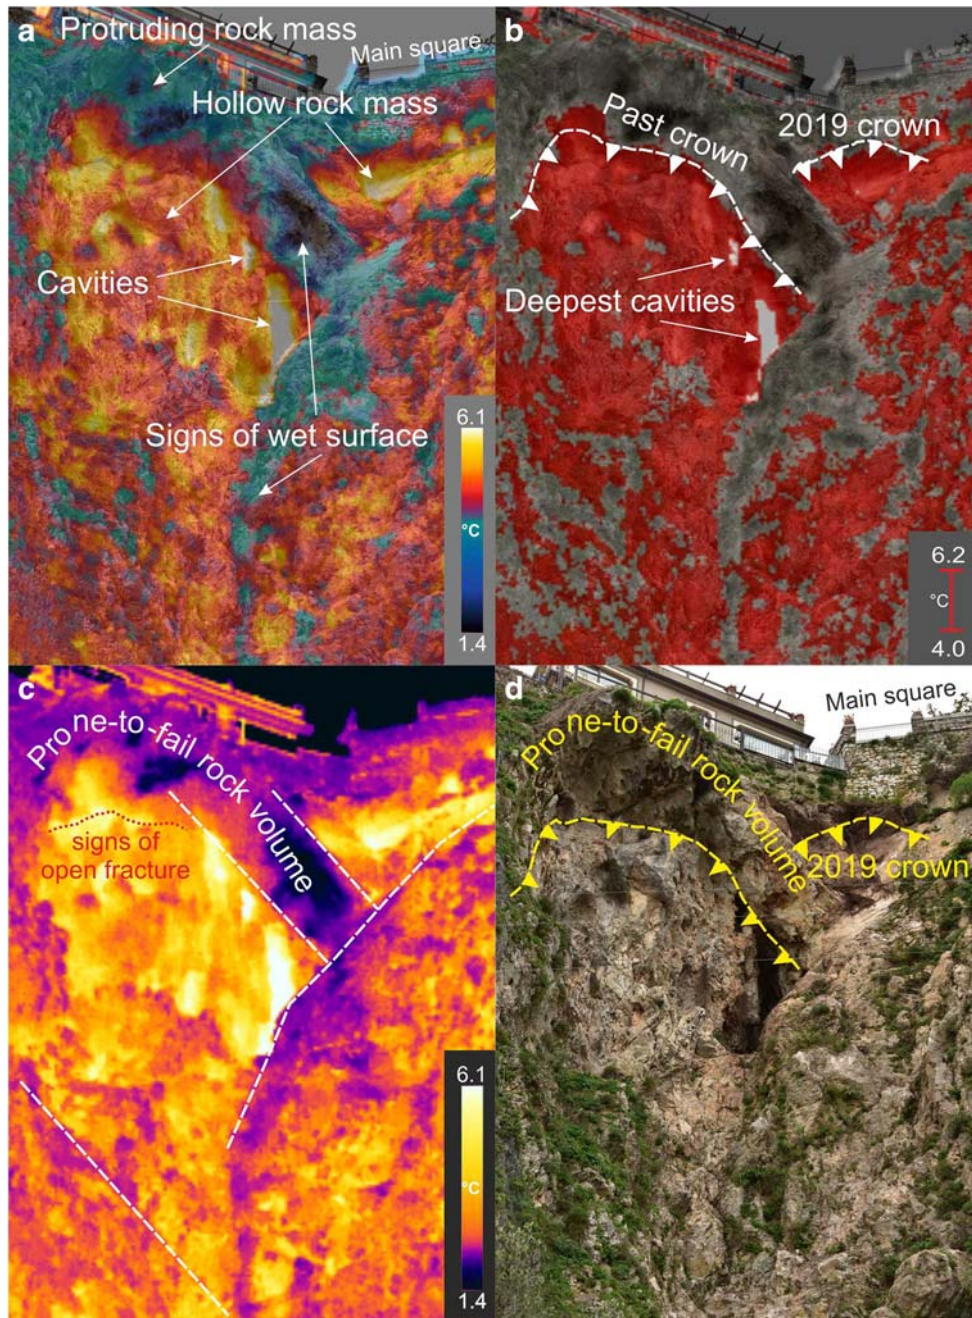 a
Protruding rock mass
Main square
Hollow rock mass
Cavities
Signs of wet surface
6.1
°C
1.4
b
Past crown
2019 crown
Deepest cavities
6.2
°C
4.0
c
Prone-to-fail rock volume
signs of
open fracture
6.1
°C
1.4
d
Main square
Prone-to-fail rock volume
2019 crown